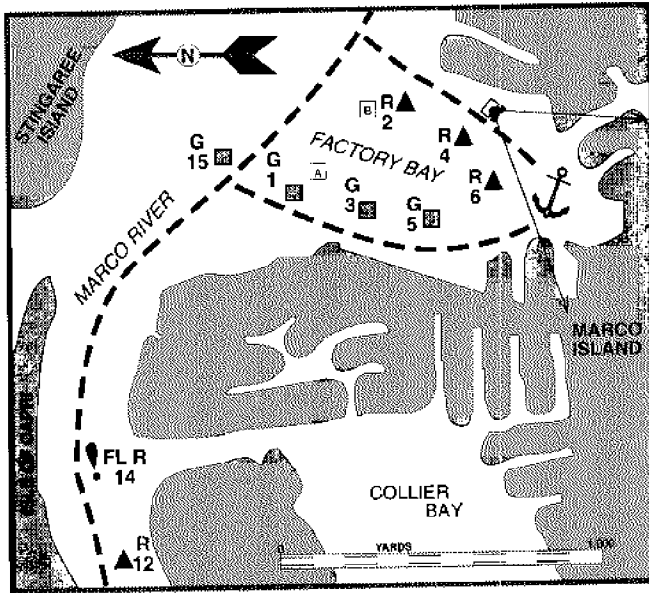 N
STINGAREE
ISLAND
B
R
2
FACTORY BAY
R
4
G
15
G
1
A
G
3
G
5
R
6
MARCO RIVER
MARCO
ISLAND
FL R
14
COLLIER
BAY
R
12
0
YARDS
1,000